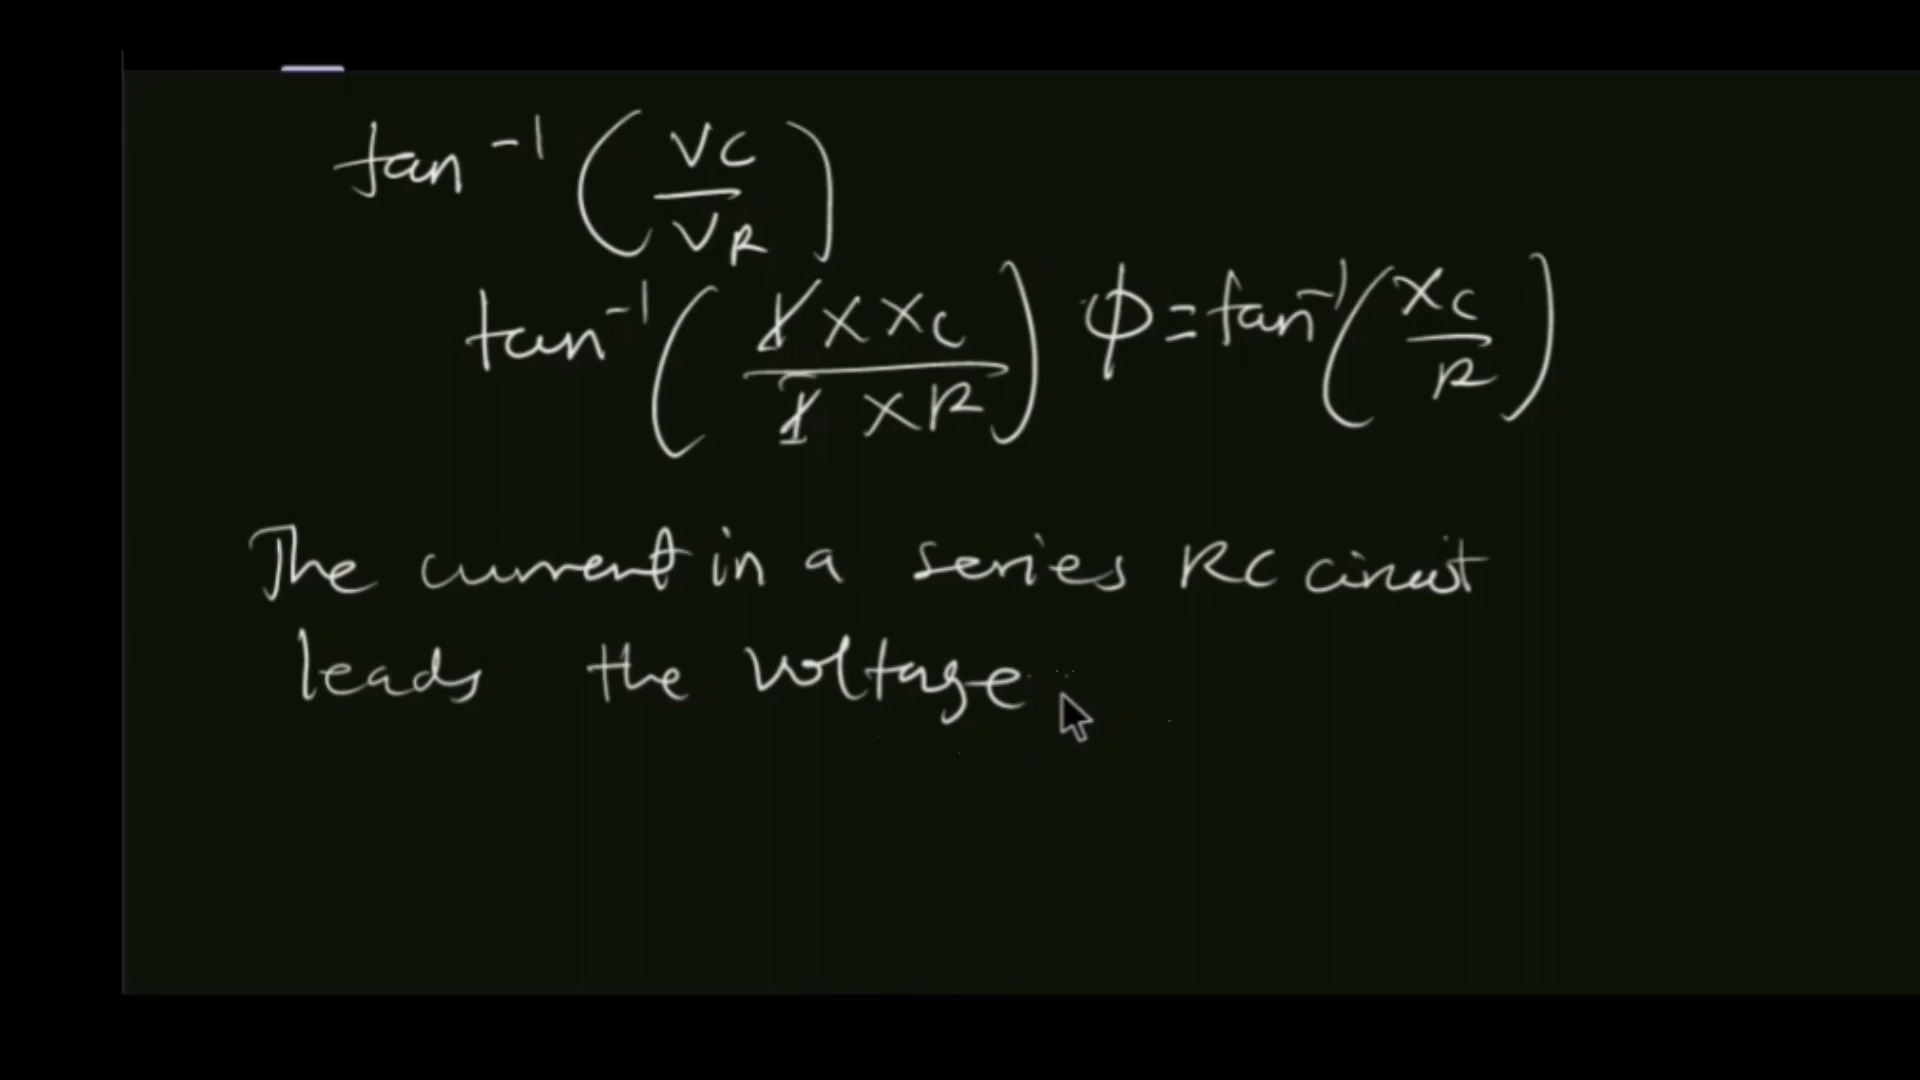 tan⁻¹ (VC / VR)
tan⁻¹ (I X XC / I X R) ϕ = tan⁻¹ (XC / R)
The current in a series RC circuit
leads the voltage